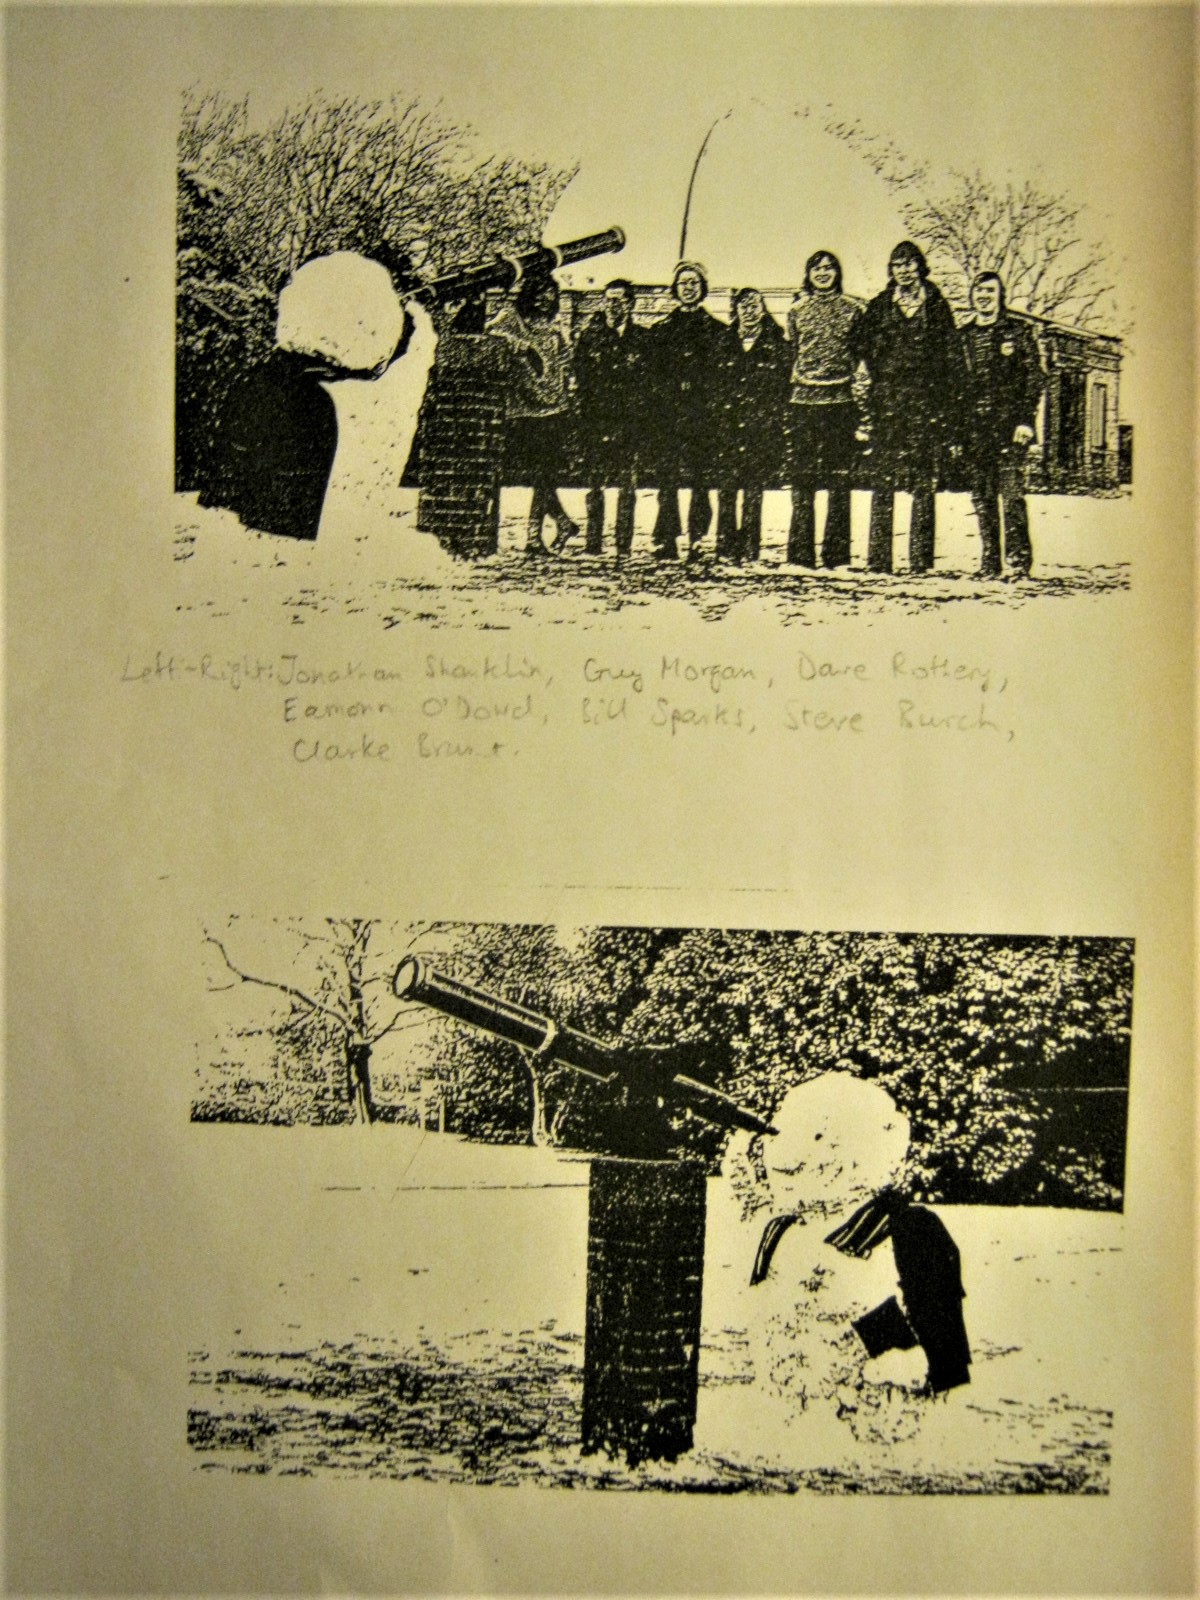 Left-Right: Jonathan Shanklin, Guy Morgan, Dave Rothery,
Eamonn O'Dowd, Bill Sparks, Steve Burch,
Clarke Brunt.